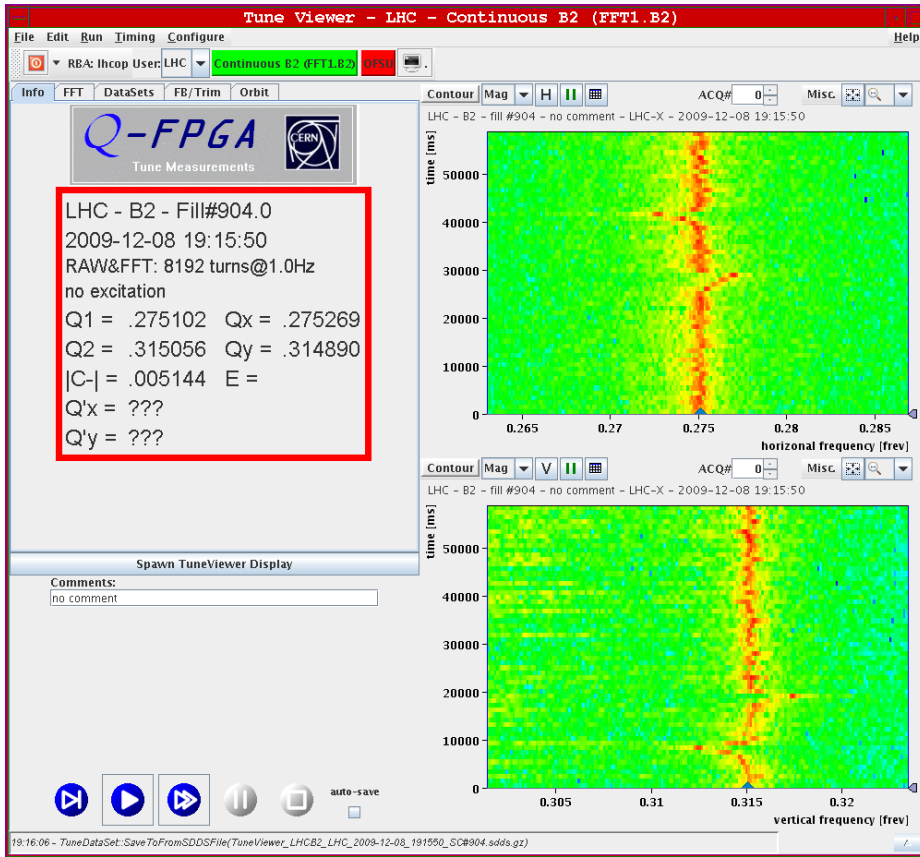 Tune Viewer - LHC - Continuous B2 (FFT1.B2)
File Edit Run Timing Configure Help
RBA: lhcop User: LHC Continuous B2 (FFT1.B2) OFSU .
Info FFT DataSets FB/Trim Orbit
Q-FPGA
Tune Measurements
CERN
LHC - B2 - Fill#904.0
2009-12-08 19:15:50
RAW&FFT: 8192 turns@1.0Hz
no excitation
Q1 = .275102 Qx = .275269
Q2 = .315056 Qy = .314890
|C-| = .005144 E =
Q'x = ???
Q'y = ???
Spawn TuneViewer Display
Comments:
no comment
auto-save
Contour Mag H ACQ# 0 Misc.
LHC - B2 - fill #904 - no comment - LHC-X - 2009-12-08 19:15:50
time [ms]
50000
40000
30000
20000
10000
0
0.265 0.27 0.275 0.28 0.285
horizonal frequency [frev]
Contour Mag V ACQ# 0 Misc.
LHC - B2 - fill #904 - no comment - LHC-X - 2009-12-08 19:15:50
time [ms]
50000
40000
30000
20000
10000
0
0.305 0.31 0.315 0.32
vertical frequency [frev]
19:16:06 - TuneDataSet::SaveToFromSDDSFile(TuneViewer_LHCB2_LHC_2009-12-08_191550_SC#904.sdds.gz)